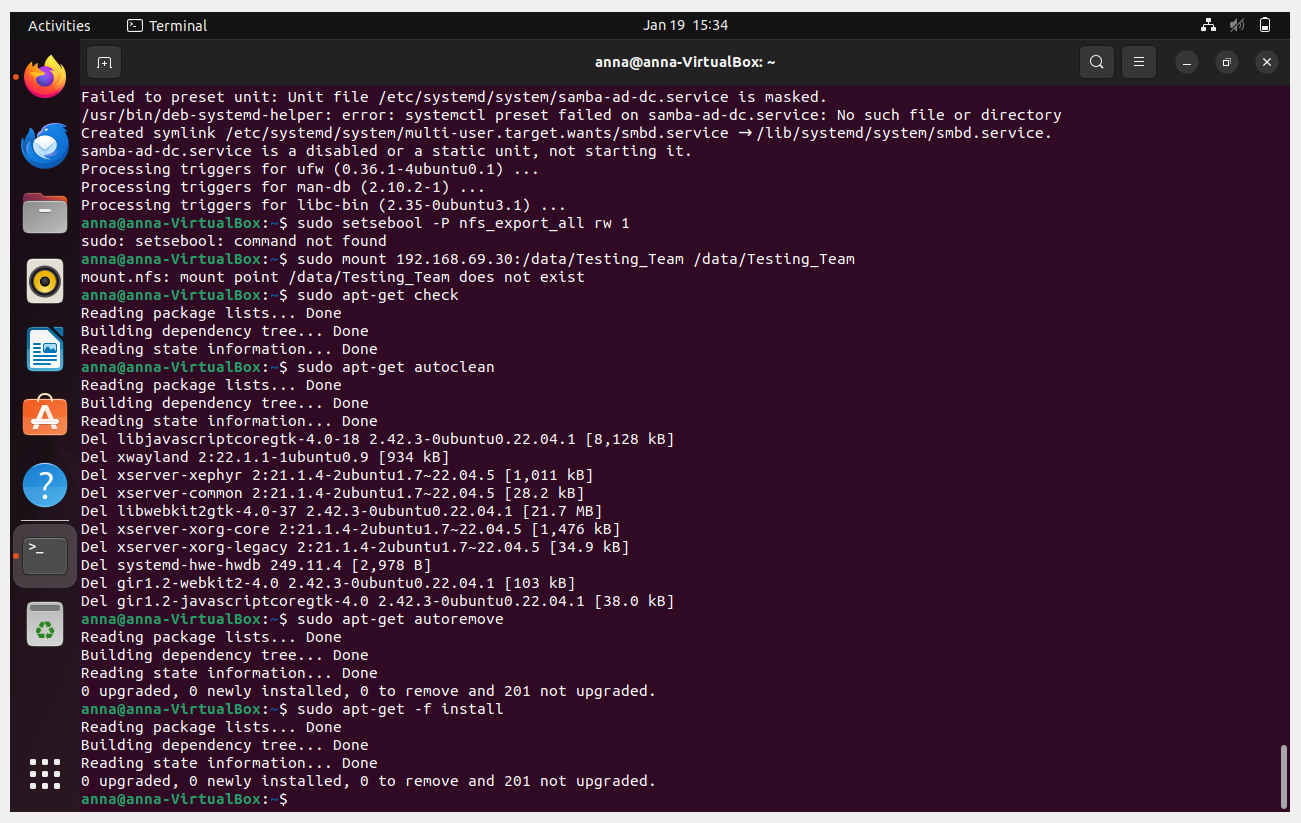 Activities
Terminal
Jan 19 15:34
anna@anna-VirtualBox: ~
Failed to preset unit: Unit file /etc/systemd/system/samba-ad-dc.service is masked.
/usr/bin/deb-systemd-helper: error: systemctl preset failed on samba-ad-dc.service: No such file or directory
Created symlink /etc/systemd/system/multi-user.target.wants/smbd.service → /lib/systemd/system/smbd.service.
samba-ad-dc.service is a disabled or a static unit, not starting it.
Processing triggers for ufw (0.36.1-4ubuntu0.1) ...
Processing triggers for man-db (2.10.2-1) ...
Processing triggers for libc-bin (2.35-0ubuntu3.1) ...
anna@anna-VirtualBox:~$ sudo setsebool -P nfs_export_all rw 1
sudo: setsebool: command not found
anna@anna-VirtualBox:~$ sudo mount 192.168.69.30:/data/Testing_Team /data/Testing_Team
mount.nfs: mount point /data/Testing_Team does not exist
anna@anna-VirtualBox:~$ sudo apt-get check
Reading package lists... Done
Building dependency tree... Done
Reading state information... Done
anna@anna-VirtualBox:~$ sudo apt-get autoclean
Reading package lists... Done
Building dependency tree... Done
Reading state information... Done
Del libjavascriptcoregtk-4.0-18 2.42.3-0ubuntu0.22.04.1 [8,128 kB]
Del xwayland 2:22.1.1-1ubuntu0.9 [934 kB]
Del xserver-xephyr 2:21.1.4-2ubuntu1.7~22.04.5 [1,011 kB]
Del xserver-common 2:21.1.4-2ubuntu1.7~22.04.5 [28.2 kB]
Del libwebkit2gtk-4.0-37 2.42.3-0ubuntu0.22.04.1 [21.7 MB]
Del xserver-xorg-core 2:21.1.4-2ubuntu1.7~22.04.5 [1,476 kB]
Del xserver-xorg-legacy 2:21.1.4-2ubuntu1.7~22.04.5 [34.9 kB]
Del systemd-hwe-hwdb 249.11.4 [2,978 B]
Del gir1.2-webkit2-4.0 2.42.3-0ubuntu0.22.04.1 [103 kB]
Del gir1.2-javascriptcoregtk-4.0 2.42.3-0ubuntu0.22.04.1 [38.0 kB]
anna@anna-VirtualBox:~$ sudo apt-get autoremove
Reading package lists... Done
Building dependency tree... Done
Reading state information... Done
0 upgraded, 0 newly installed, 0 to remove and 201 not upgraded.
anna@anna-VirtualBox:~$ sudo apt-get -f install
Reading package lists... Done
Building dependency tree... Done
Reading state information... Done
0 upgraded, 0 newly installed, 0 to remove and 201 not upgraded.
anna@anna-VirtualBox:~$